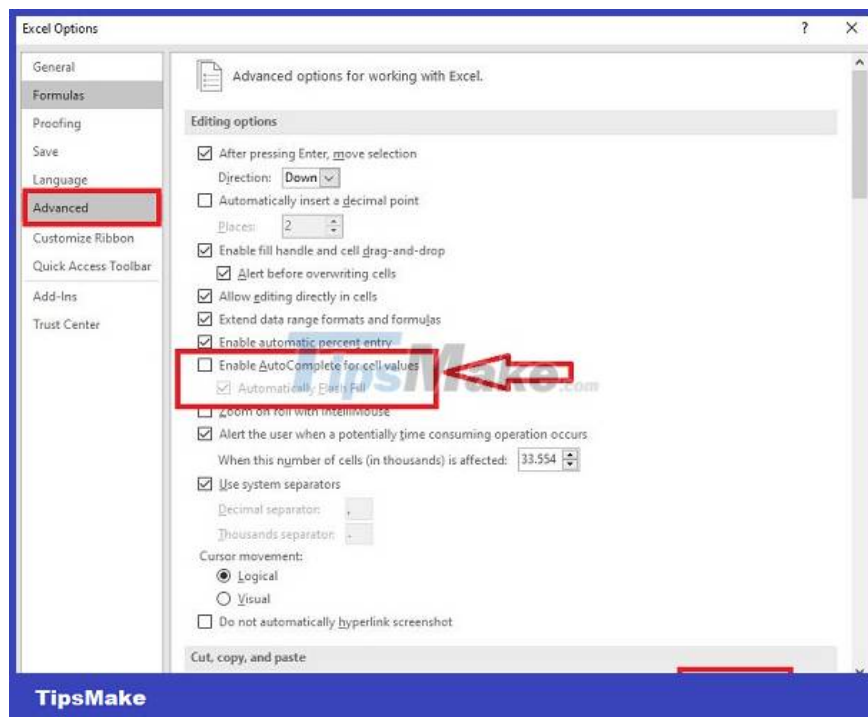 Excel Options
General
Formulas
Proofing
Save
Language
Advanced
Customize Ribbon
Quick Access Toolbar
Add-Ins
Trust Center
Advanced options for working with Excel.
Editing options
After pressing Enter, move selection
Direction: Down
Automatically insert a decimal point
Places: 2
Enable fill handle and cell drag-and-drop
Alert before overwriting cells
Allow editing directly in cells
Extend data range formats and formulas
Enable automatic percent entry
Enable AutoComplete for cell values
Automatically Flash Fill
TipsMake.com
Zoom on roll with IntelliMouse
Alert the user when a potentially time consuming operation occurs
When this number of cells (in thousands) is affected: 33.554
Use system separators
Decimal separator: ,
Thousands separator: .
Cursor movement:
Logical
Visual
Do not automatically hyperlink screenshot
Cut, copy, and paste
TipsMake